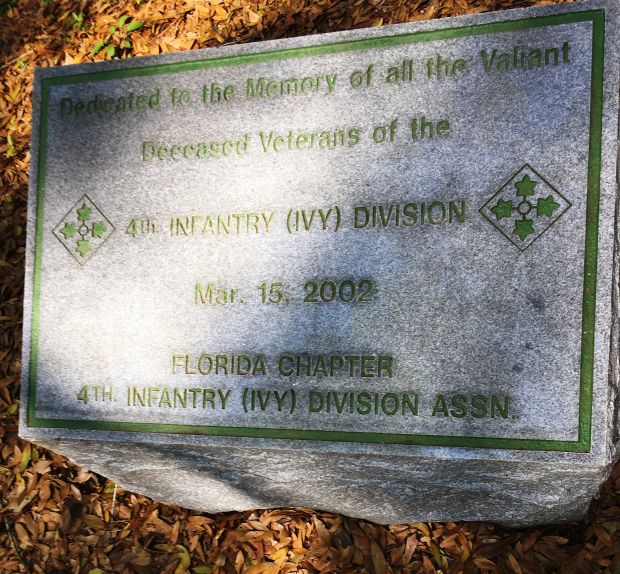 Dedicated to the Memory of all the Valiant
Deceased Veterans of the
4th INFANTRY (IVY) DIVISION
Mar. 15, 2002
FLORIDA CHAPTER
4TH. INFANTRY (IVY) DIVISION ASSN.